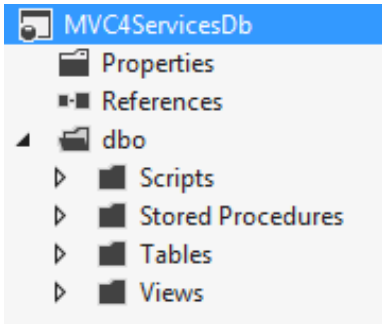 MVC4ServicesDb
Properties
References
dbo
Scripts
Stored Procedures
Tables
Views